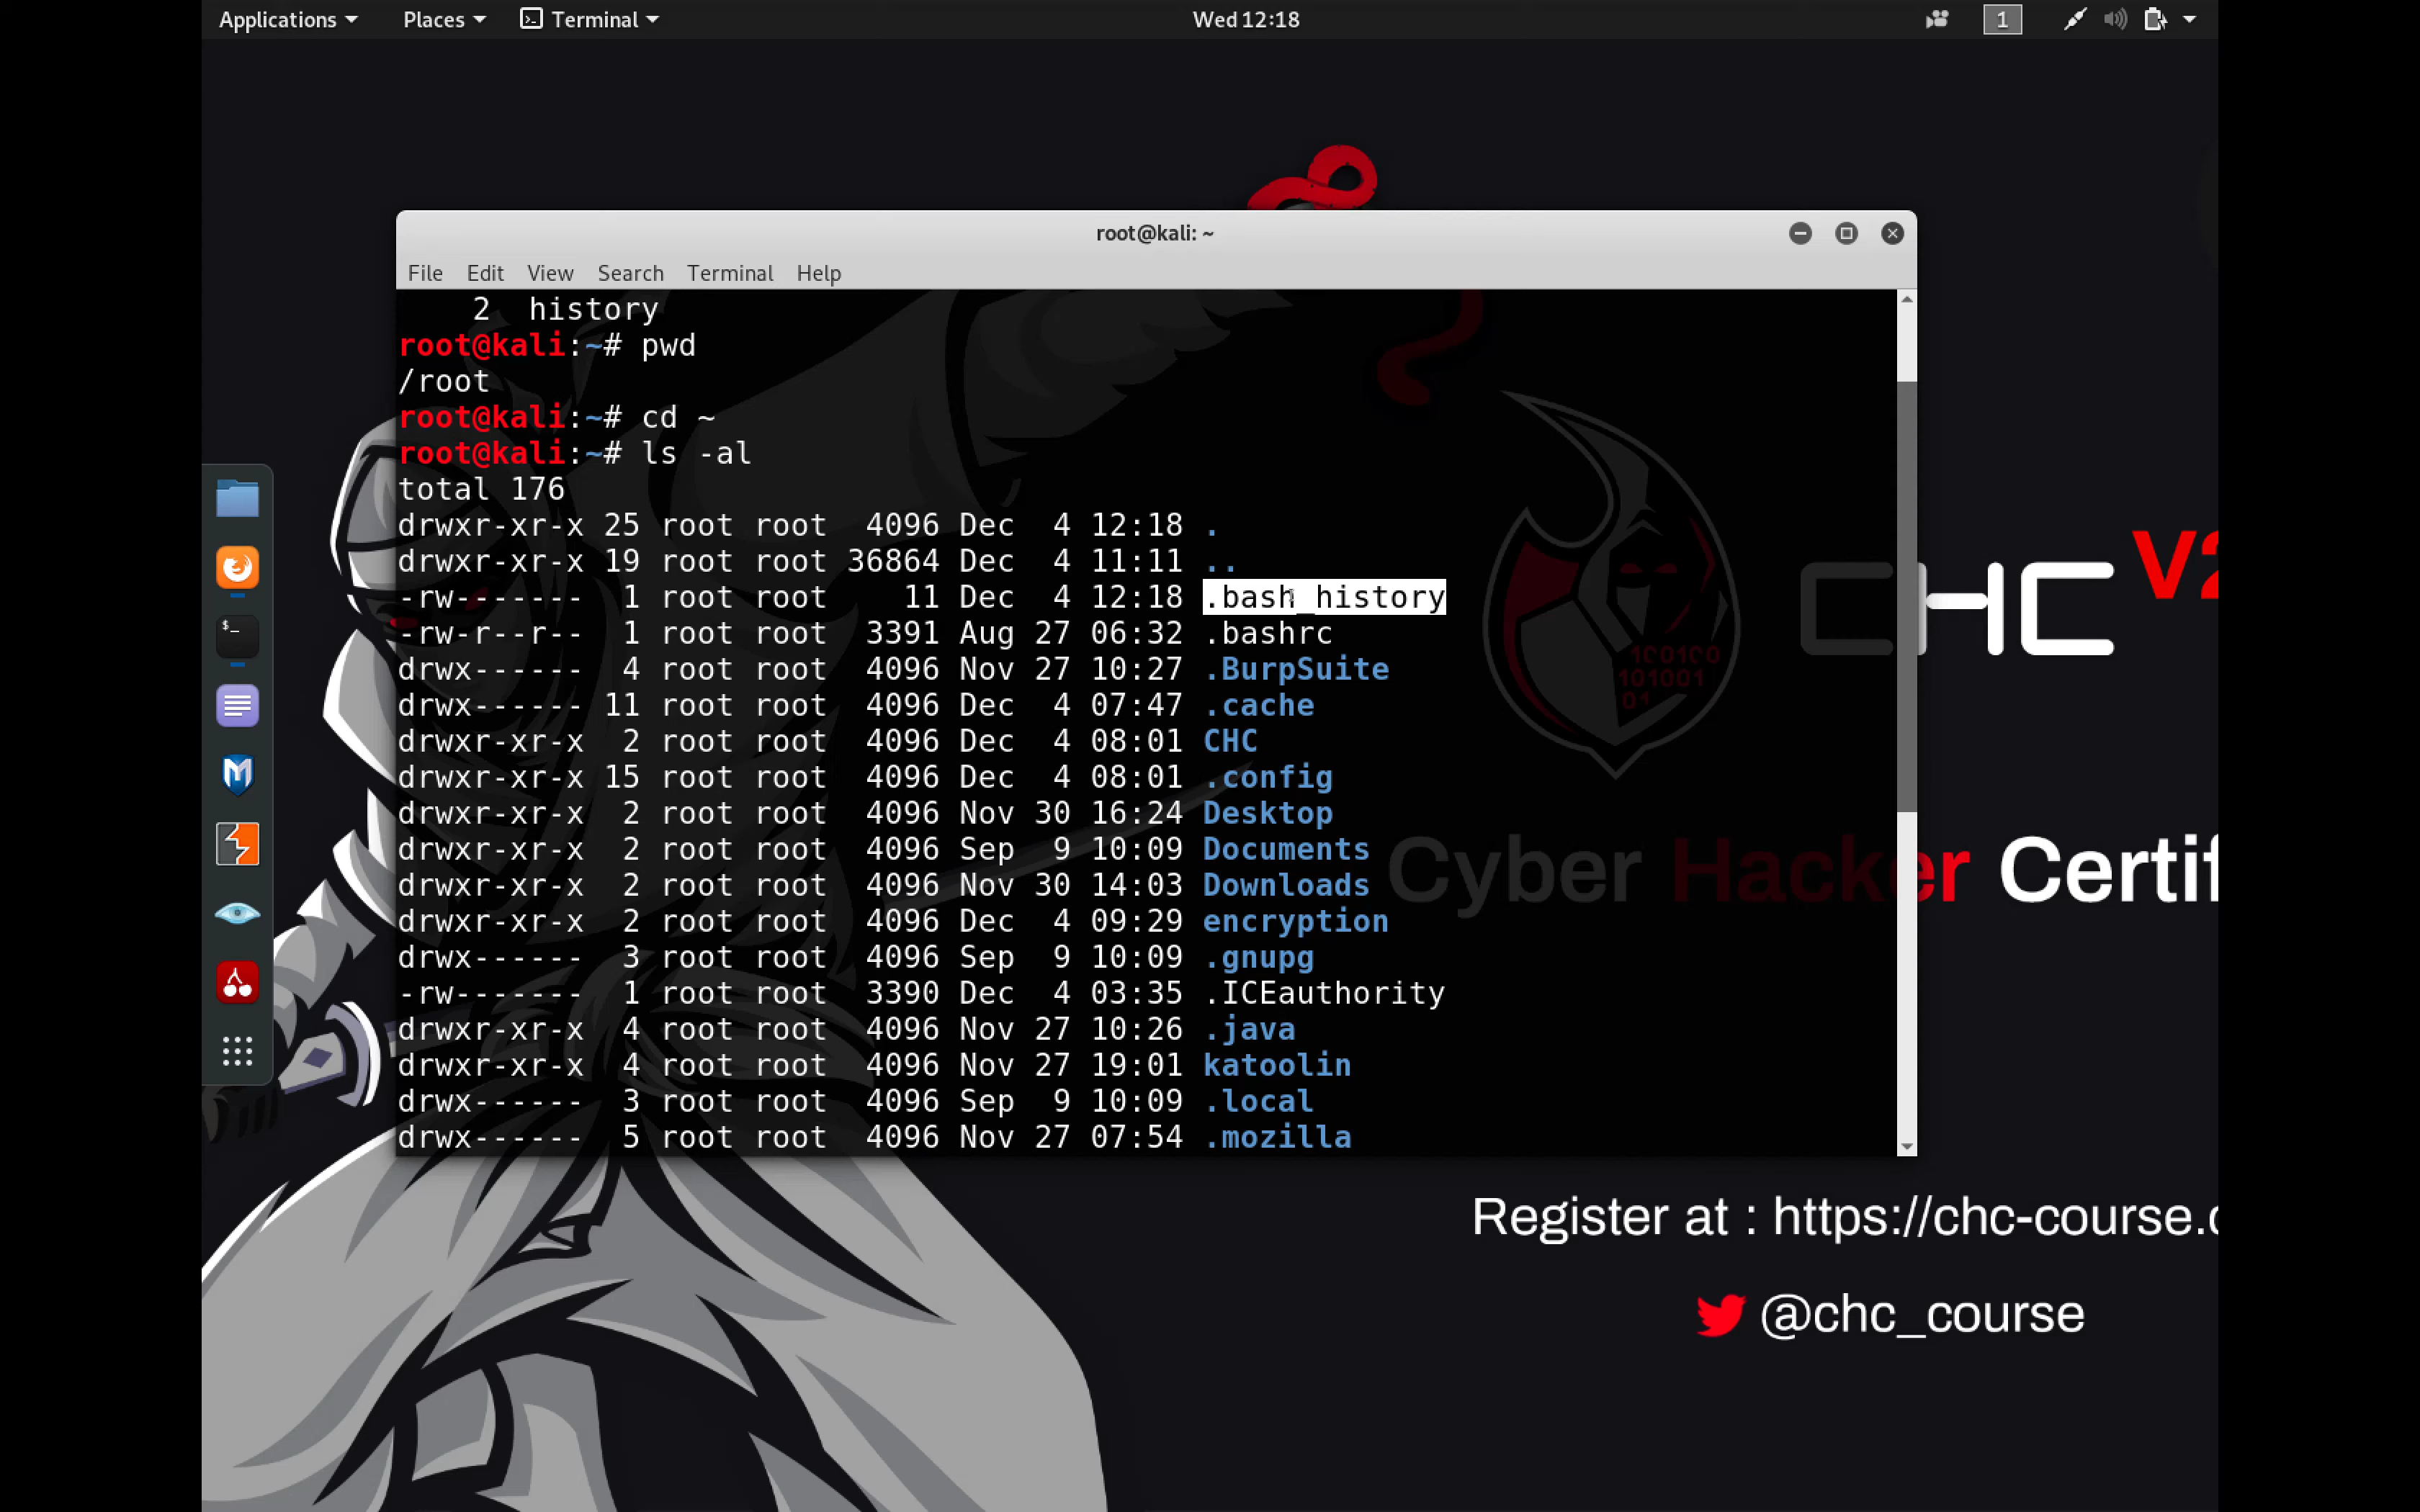 Applications Places Terminal Wed 12:18 1
root@kali: ~
File Edit View Search Terminal Help
2 history
root@kali:~# pwd
/root
root@kali:~# cd ~
root@kali:~# ls -al
total 176
drwxr-xr-x 25 root root 4096 Dec 4 12:18 .
drwxr-xr-x 19 root root 36864 Dec 4 11:11 ..
-rw------- 1 root root 11 Dec 4 12:18 .bash_history
-rw-r--r-- 1 root root 3391 Aug 27 06:32 .bashrc
drwx------ 4 root root 4096 Nov 27 10:27 .BurpSuite
drwx------ 11 root root 4096 Dec 4 07:47 .cache
drwxr-xr-x 2 root root 4096 Dec 4 08:01 CHC
drwxr-xr-x 15 root root 4096 Dec 4 08:01 .config
drwxr-xr-x 2 root root 4096 Nov 30 16:24 Desktop
drwxr-xr-x 2 root root 4096 Sep 9 10:09 Documents
drwxr-xr-x 2 root root 4096 Nov 30 14:03 Downloads
drwxr-xr-x 2 root root 4096 Dec 4 09:29 encryption
drwx------ 3 root root 4096 Sep 9 10:09 .gnupg
-rw------- 1 root root 3390 Dec 4 03:35 .ICEauthority
drwxr-xr-x 4 root root 4096 Nov 27 10:26 .java
drwxr-xr-x 4 root root 4096 Nov 27 19:01 katoolin
drwx------ 3 root root 4096 Sep 9 10:09 .local
drwx------ 5 root root 4096 Nov 27 07:54 .mozilla
$_
100100
101001
01
CHC V2
Cyber Hacker Certif
Register at : https://chc-course.c
@chc_course